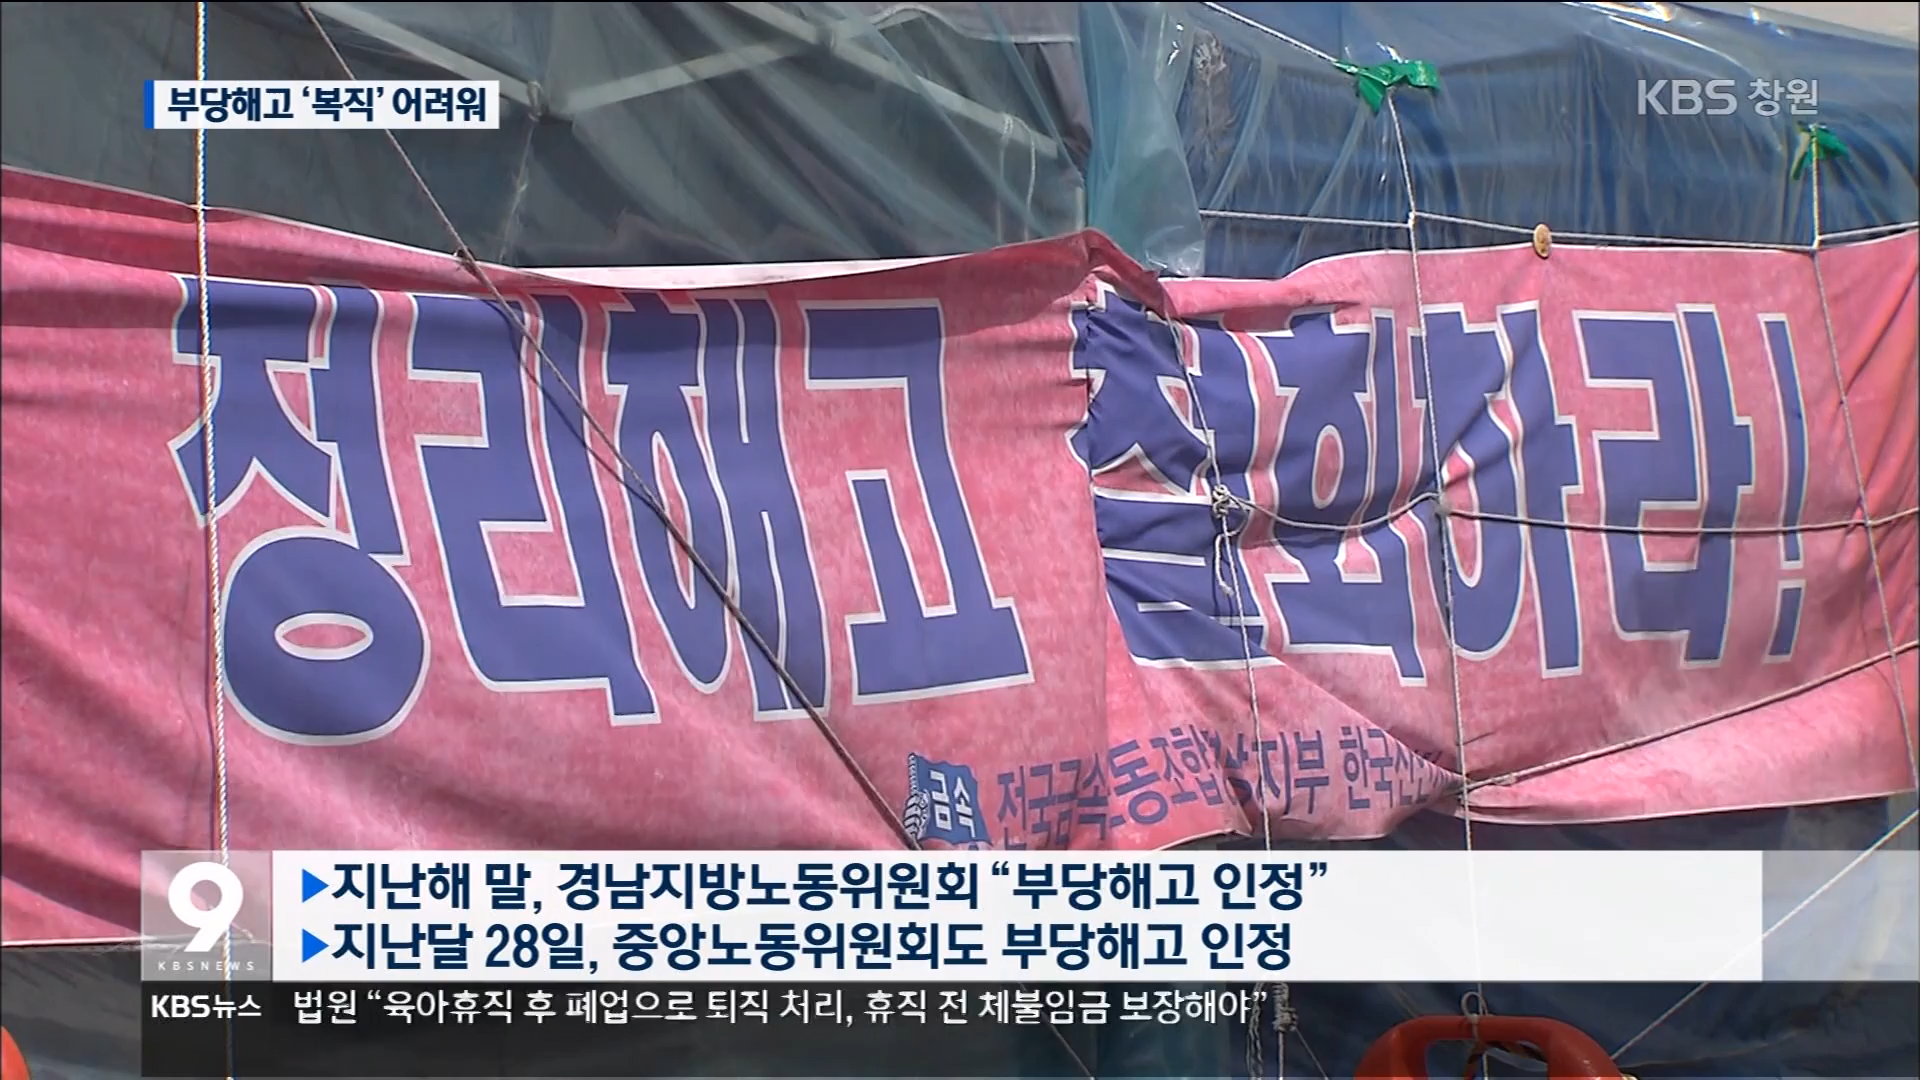 부당해고 ‘복직’ 어려워
KBS 창원
정리해고 철회하라!
금속 전국금속노동조합
지부 한국산
▶지난해 말, 경남지방노동위원회 “부당해고 인정”
▶지난달 28일, 중앙노동위원회도 부당해고 인정
9
KBS NEWS
KBS뉴스 법원 “육아휴직 후 폐업으로 퇴직 처리, 휴직 전 체불임금 보장해야”